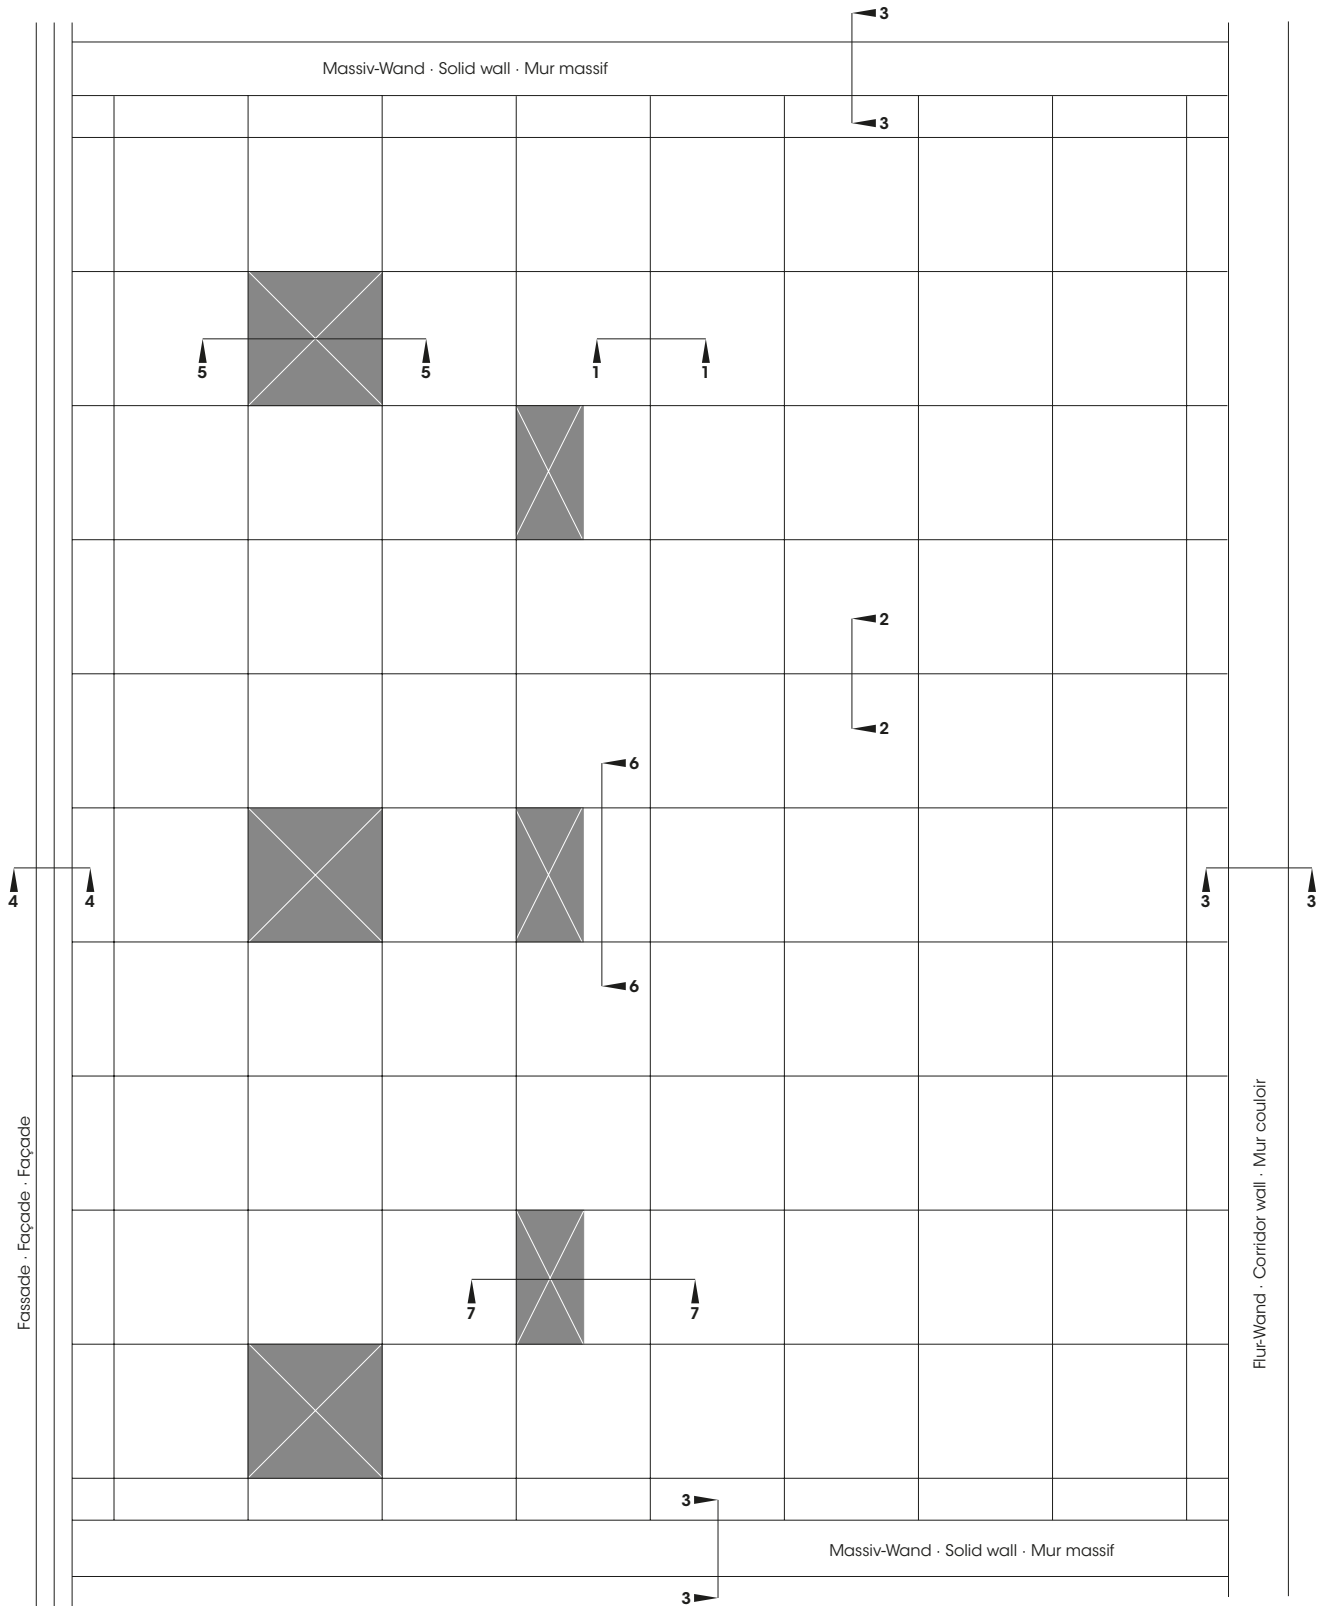 3
Massiv-Wand · Solid wall · Mur massif
3
5 5 1 1
2
2
6
4 4 3 3
6
Fassade · Façade · Façade
Flur-Wand · Corridor wall · Mur couloir
7 7
3
Massiv-Wand · Solid wall · Mur massif
3